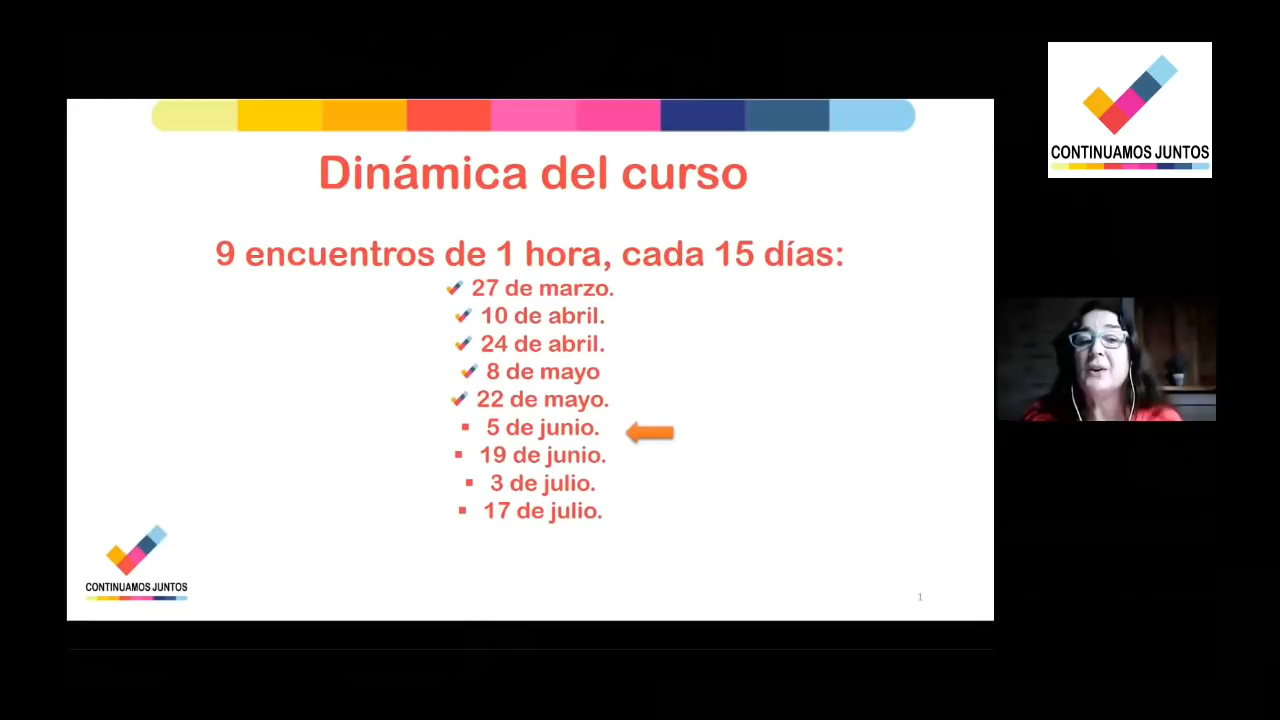 Dinámica del curso
9 encuentros de 1 hora, cada 15 días:
27 de marzo.
10 de abril.
24 de abril.
8 de mayo
22 de mayo.
5 de junio.
19 de junio.
3 de julio.
17 de julio.
CONTINUAMOS JUNTOS
1
CONTINUAMOS JUNTOS